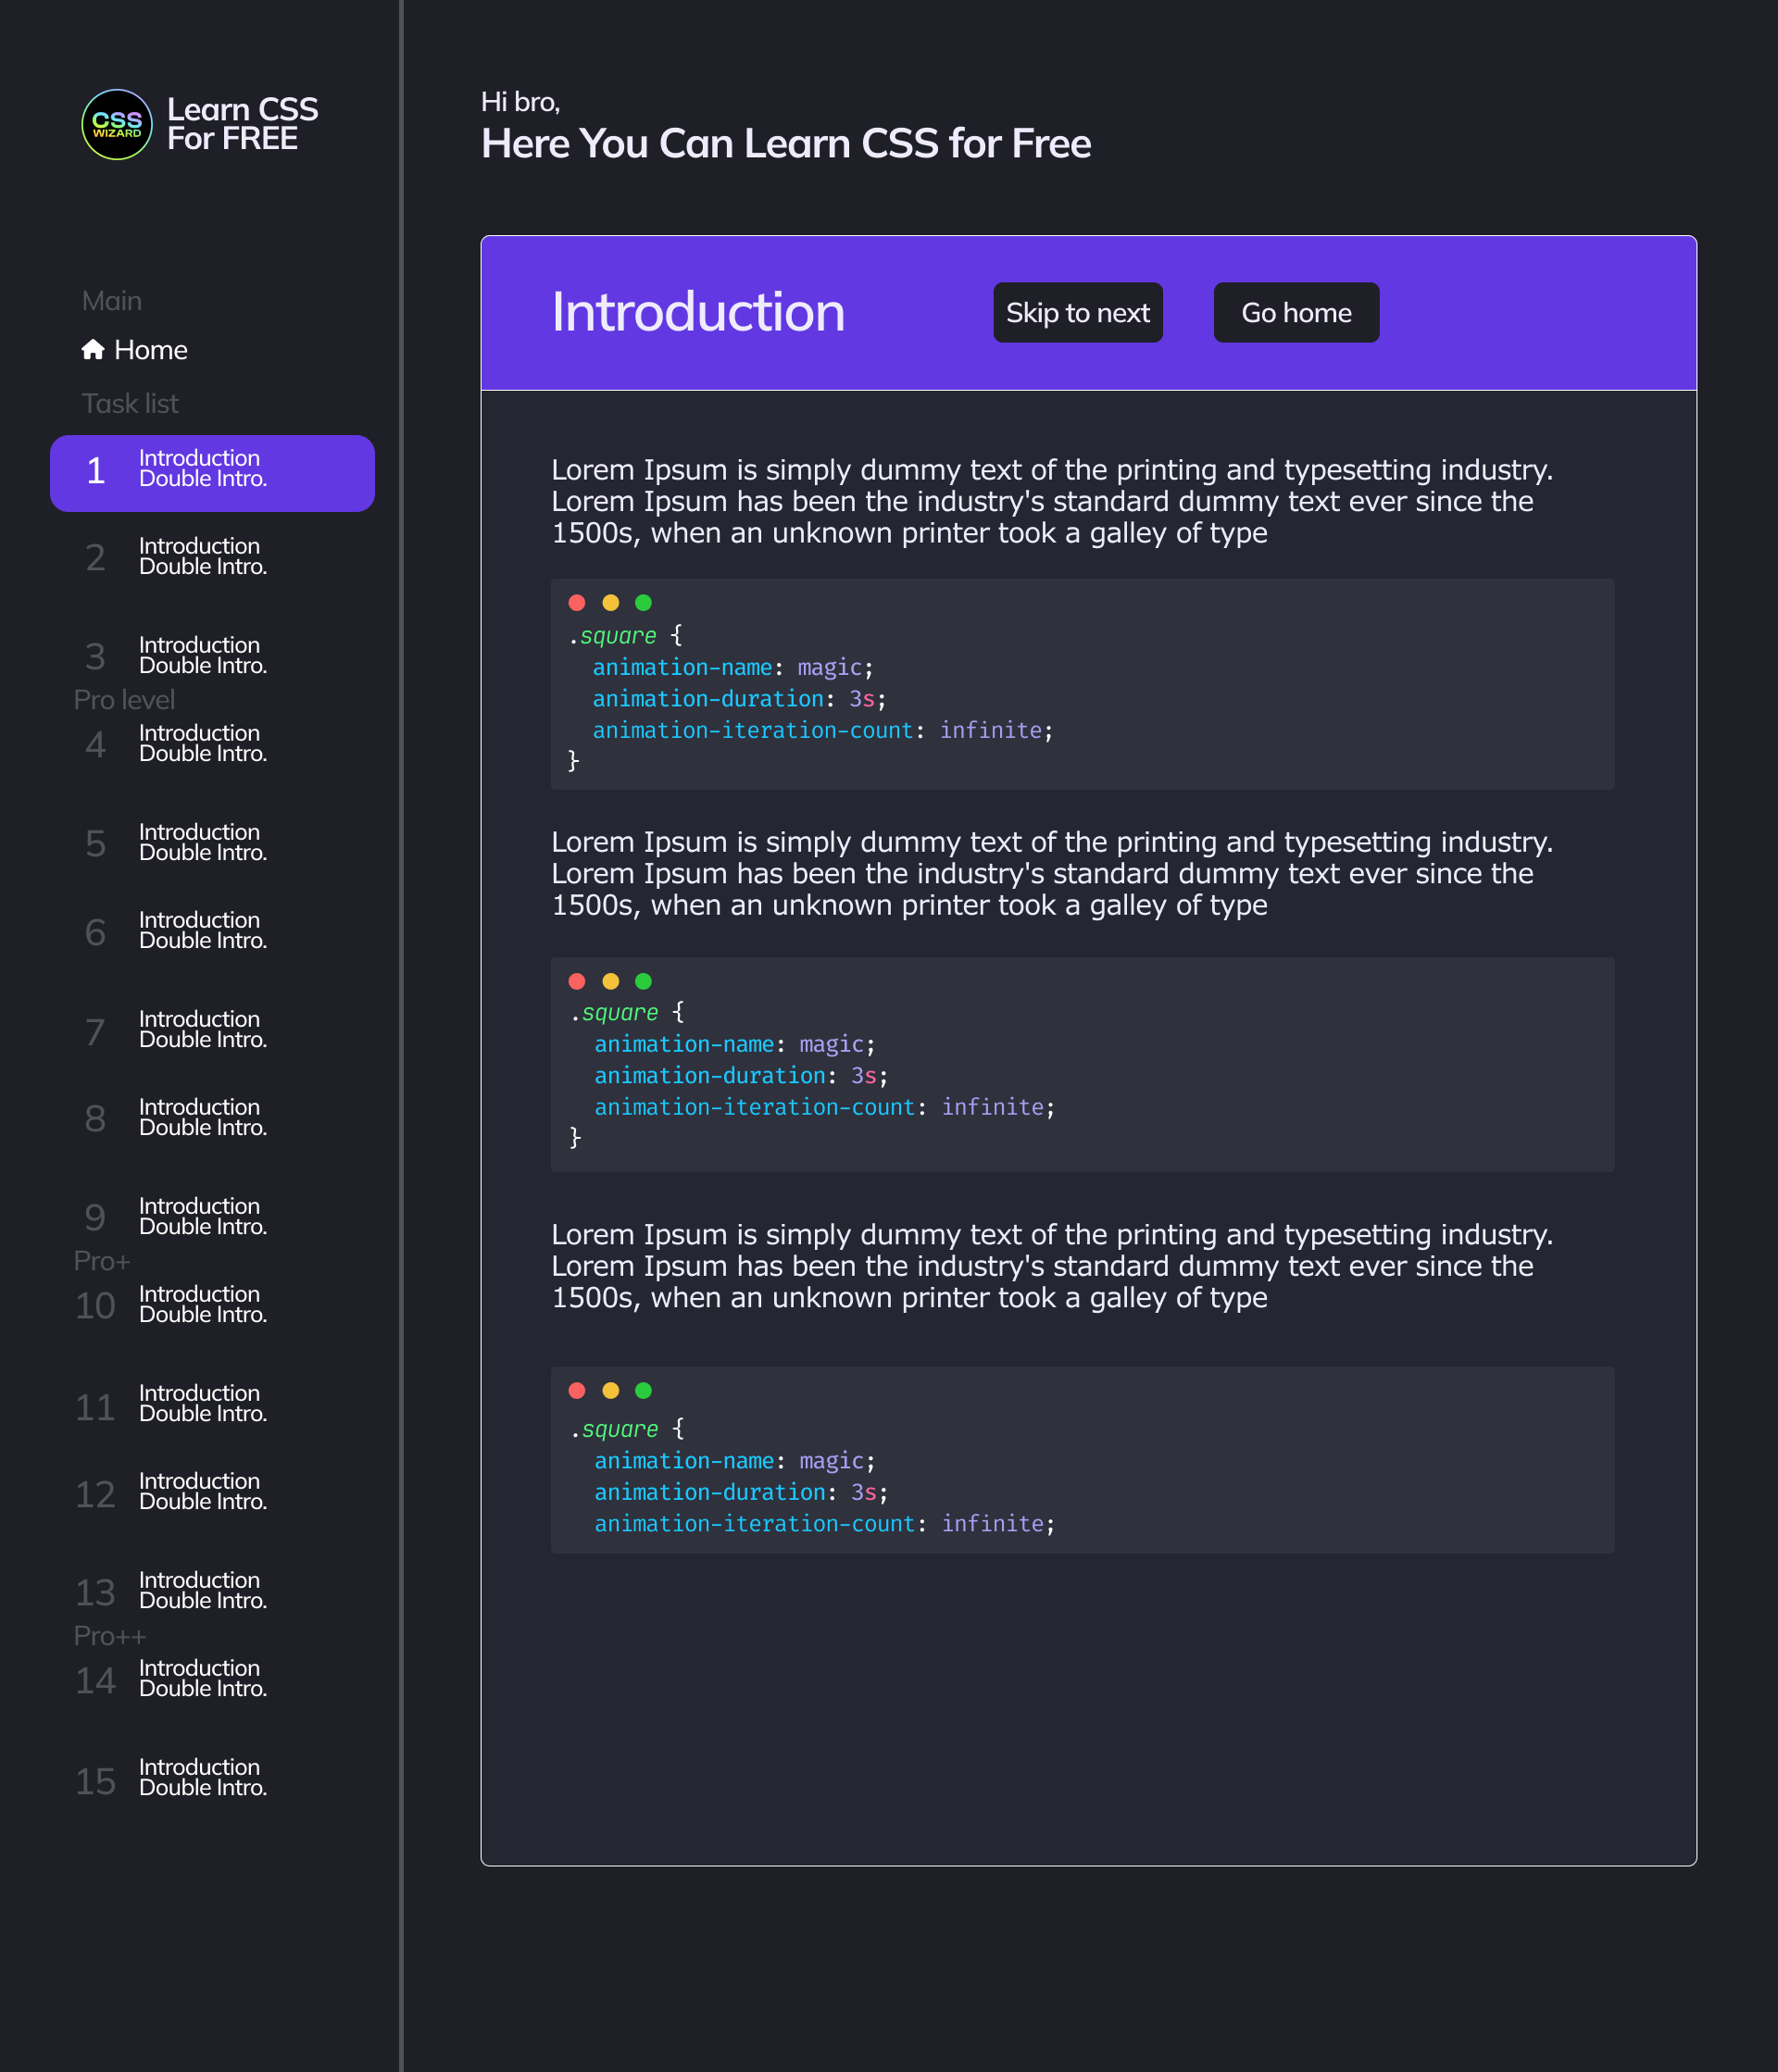 CSS
WIZARD
Learn CSS
For FREE
Main
Home
Task list
1
Introduction
Double Intro.
2
Introduction
Double Intro.
3
Introduction
Double Intro.
Pro level
4
Introduction
Double Intro.
5
Introduction
Double Intro.
6
Introduction
Double Intro.
7
Introduction
Double Intro.
8
Introduction
Double Intro.
9
Introduction
Double Intro.
Pro+
10
Introduction
Double Intro.
11
Introduction
Double Intro.
12
Introduction
Double Intro.
13
Introduction
Double Intro.
Pro++
14
Introduction
Double Intro.
15
Introduction
Double Intro.
Hi bro,
Here You Can Learn CSS for Free
Introduction
Skip to next
Go home
Lorem Ipsum is simply dummy text of the printing and typesetting industry.
Lorem Ipsum has been the industry's standard dummy text ever since the
1500s, when an unknown printer took a galley of type
.square {
animation-name: magic;
animation-duration: 3s;
animation-iteration-count: infinite;
}
Lorem Ipsum is simply dummy text of the printing and typesetting industry.
Lorem Ipsum has been the industry's standard dummy text ever since the
1500s, when an unknown printer took a galley of type
.square {
animation-name: magic;
animation-duration: 3s;
animation-iteration-count: infinite;
}
Lorem Ipsum is simply dummy text of the printing and typesetting industry.
Lorem Ipsum has been the industry's standard dummy text ever since the
1500s, when an unknown printer took a galley of type
.square {
animation-name: magic;
animation-duration: 3s;
animation-iteration-count: infinite;